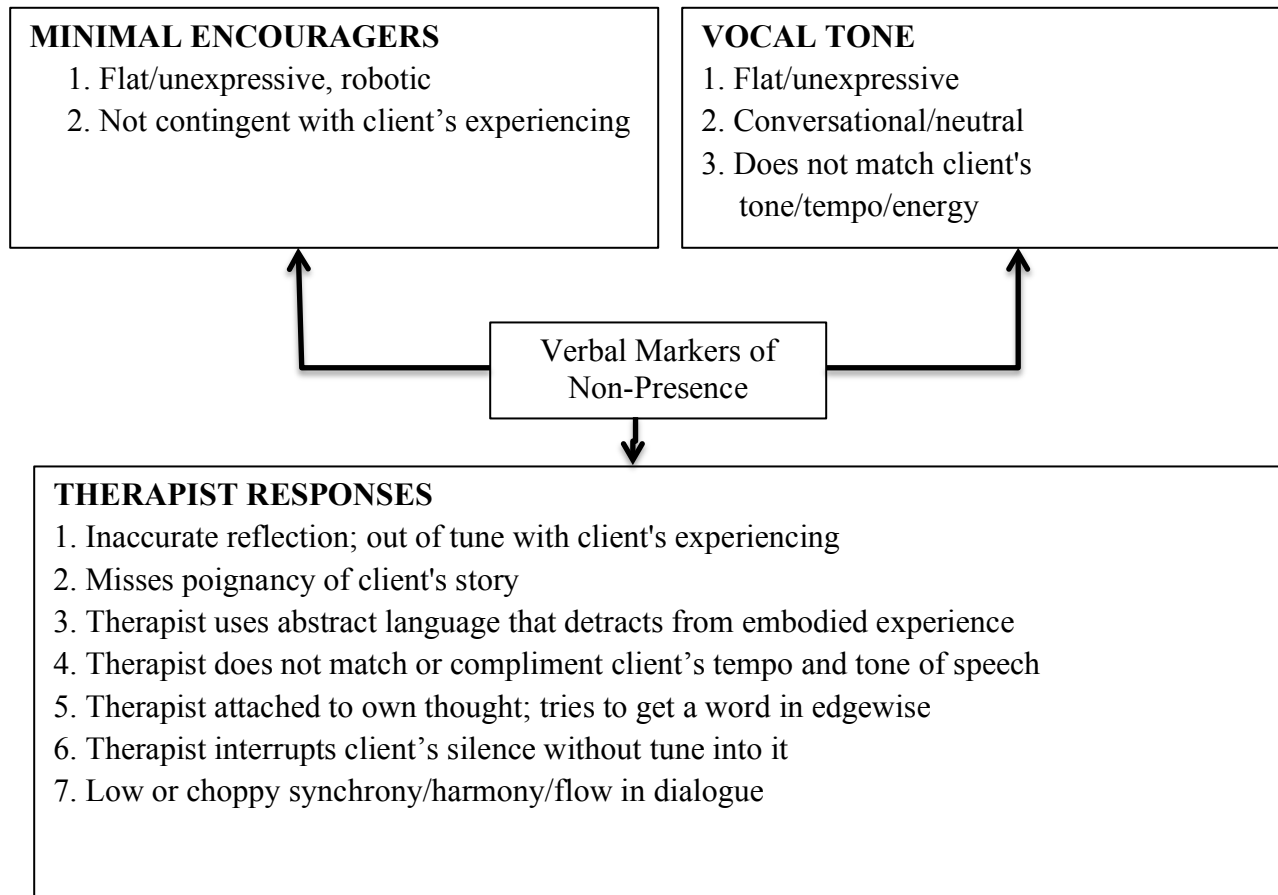 MINIMAL ENCOURAGERS
1. Flat/unexpressive, robotic
2. Not contingent with client’s experiencing
VOCAL TONE
1. Flat/unexpressive
2. Conversational/neutral
3. Does not match client's
tone/tempo/energy
Verbal Markers of
Non-Presence
THERAPIST RESPONSES
1. Inaccurate reflection; out of tune with client's experiencing
2. Misses poignancy of client's story
3. Therapist uses abstract language that detracts from embodied experience
4. Therapist does not match or compliment client’s tempo and tone of speech
5. Therapist attached to own thought; tries to get a word in edgewise
6. Therapist interrupts client’s silence without tune into it
7. Low or choppy synchrony/harmony/flow in dialogue